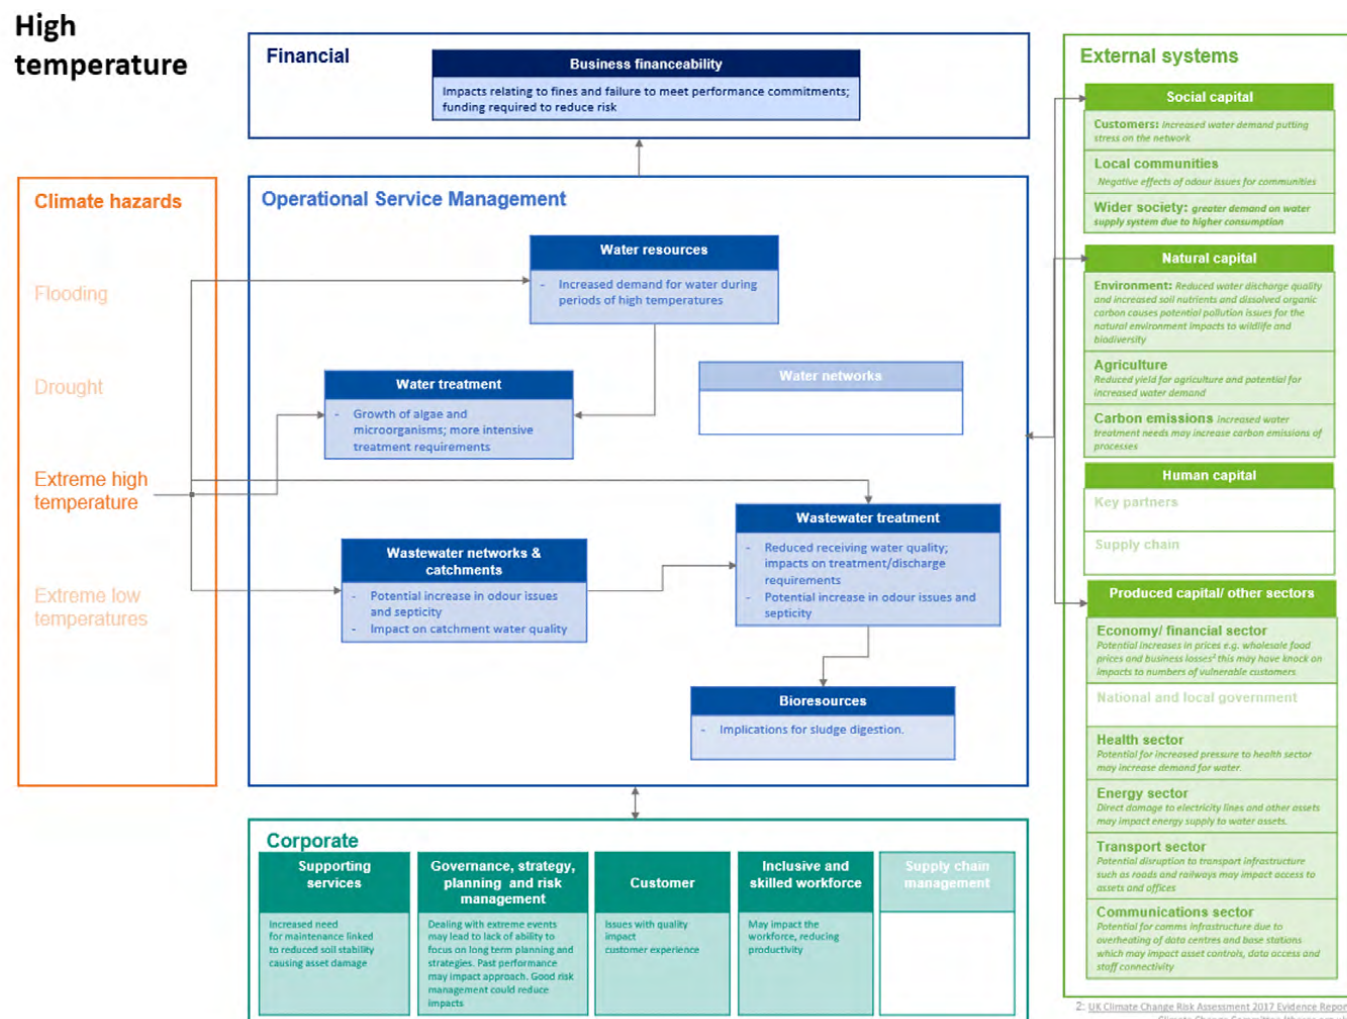 High
temperature
Financial
Business financeability
Impacts relating to fines and failure to meet performance commitments;
funding required to reduce risk
Climate hazards
Flooding
Drought
Extreme high
temperature
Extreme low
temperatures
Operational Service Management
Water resources
- Increased demand for water during
periods of high temperatures
Water treatment
- Growth of algae and
microorganisms; more intensive
treatment requirements
Water networks
Wastewater networks &
catchments
- Potential increase in odour issues
and septicity
- Impact on catchment water quality
Wastewater treatment
- Reduced receiving water quality;
impacts on treatment/discharge
requirements
- Potential increase in odour issues and
septicity
Bioresources
- Implications for sludge digestion.
Corporate
Supporting
services
Increased need
for maintenance linked
to reduced soil stability
causing asset damage
Governance, strategy,
planning and risk
management
Dealing with extreme events
may lead to lack of ability to
focus on long term planning and
strategies. Past performance
may impact approach. Good risk
management could reduce
impacts
Customer
Issues with quality
impact
customer experience
Inclusive and
skilled workforce
May impact the
workforce, reducing
productivity
Supply chain
management
External systems
Social capital
Customers: Increased water demand putting
stress on the network
Local communities
Negative effects of odour issues for communities
Wider society: greater demand on water
supply system due to higher consumption
Natural capital
Environment: Reduced water discharge quality
and increased soil nutrients and dissolved organic
carbon causes potential pollution issues for the
natural environment impacts to wildlife and
biodiversity
Agriculture
Reduced yield for agriculture and potential for
increased water demand
Carbon emissions Increased water
treatment needs may increase carbon emissions of
processes
Human capital
Key partners
Supply chain
Produced capital/ other sectors
Economy/ financial sector
Potential increases in prices e.g. wholesale food
prices and business losses² this may have knock on
impacts to numbers of vulnerable customers
National and local government
Health sector
Potential for increased pressure to health sector
may increase demand for water.
Energy sector
Direct damage to electricity lines and other assets
may impact energy supply to water assets.
Transport sector
Potential disruption to transport infrastructure
such as roads and railways may impact access to
assets and offices
Communications sector
Potential for comms infrastructure due to
overheating of data centres and base stations
which may impact asset controls, data access and
staff connectivity
2: UK Climate Change Risk Assessment 2017 Evidence Repor